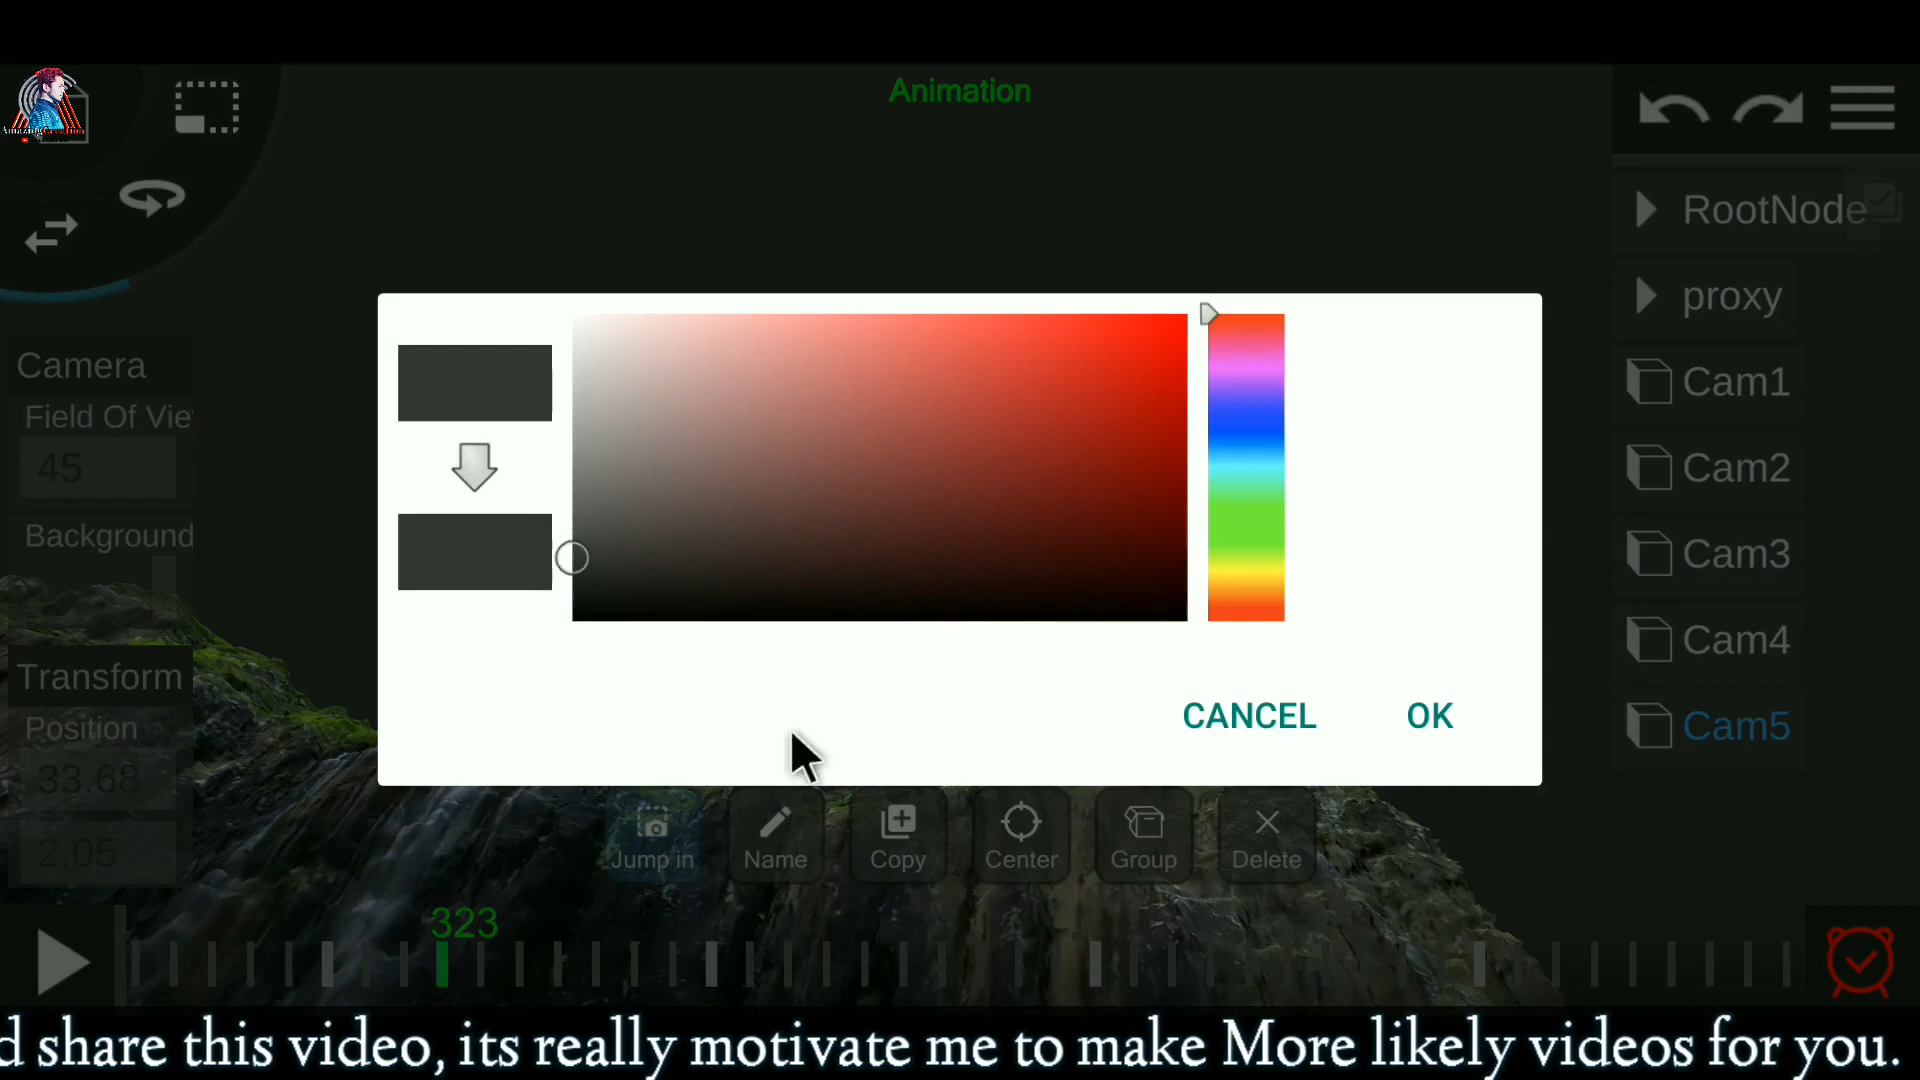 Animation
RootNode
proxy
Cam1
Cam2
Cam3
Cam4
Cam5
Camera
Field Of Vie
45
Background
Transform
Position
33.68
2.05
CANCEL
OK
Jump in
Name
Copy
Center
Group
Delete
323
d share this video, its really motivate me to make More likely videos for you.